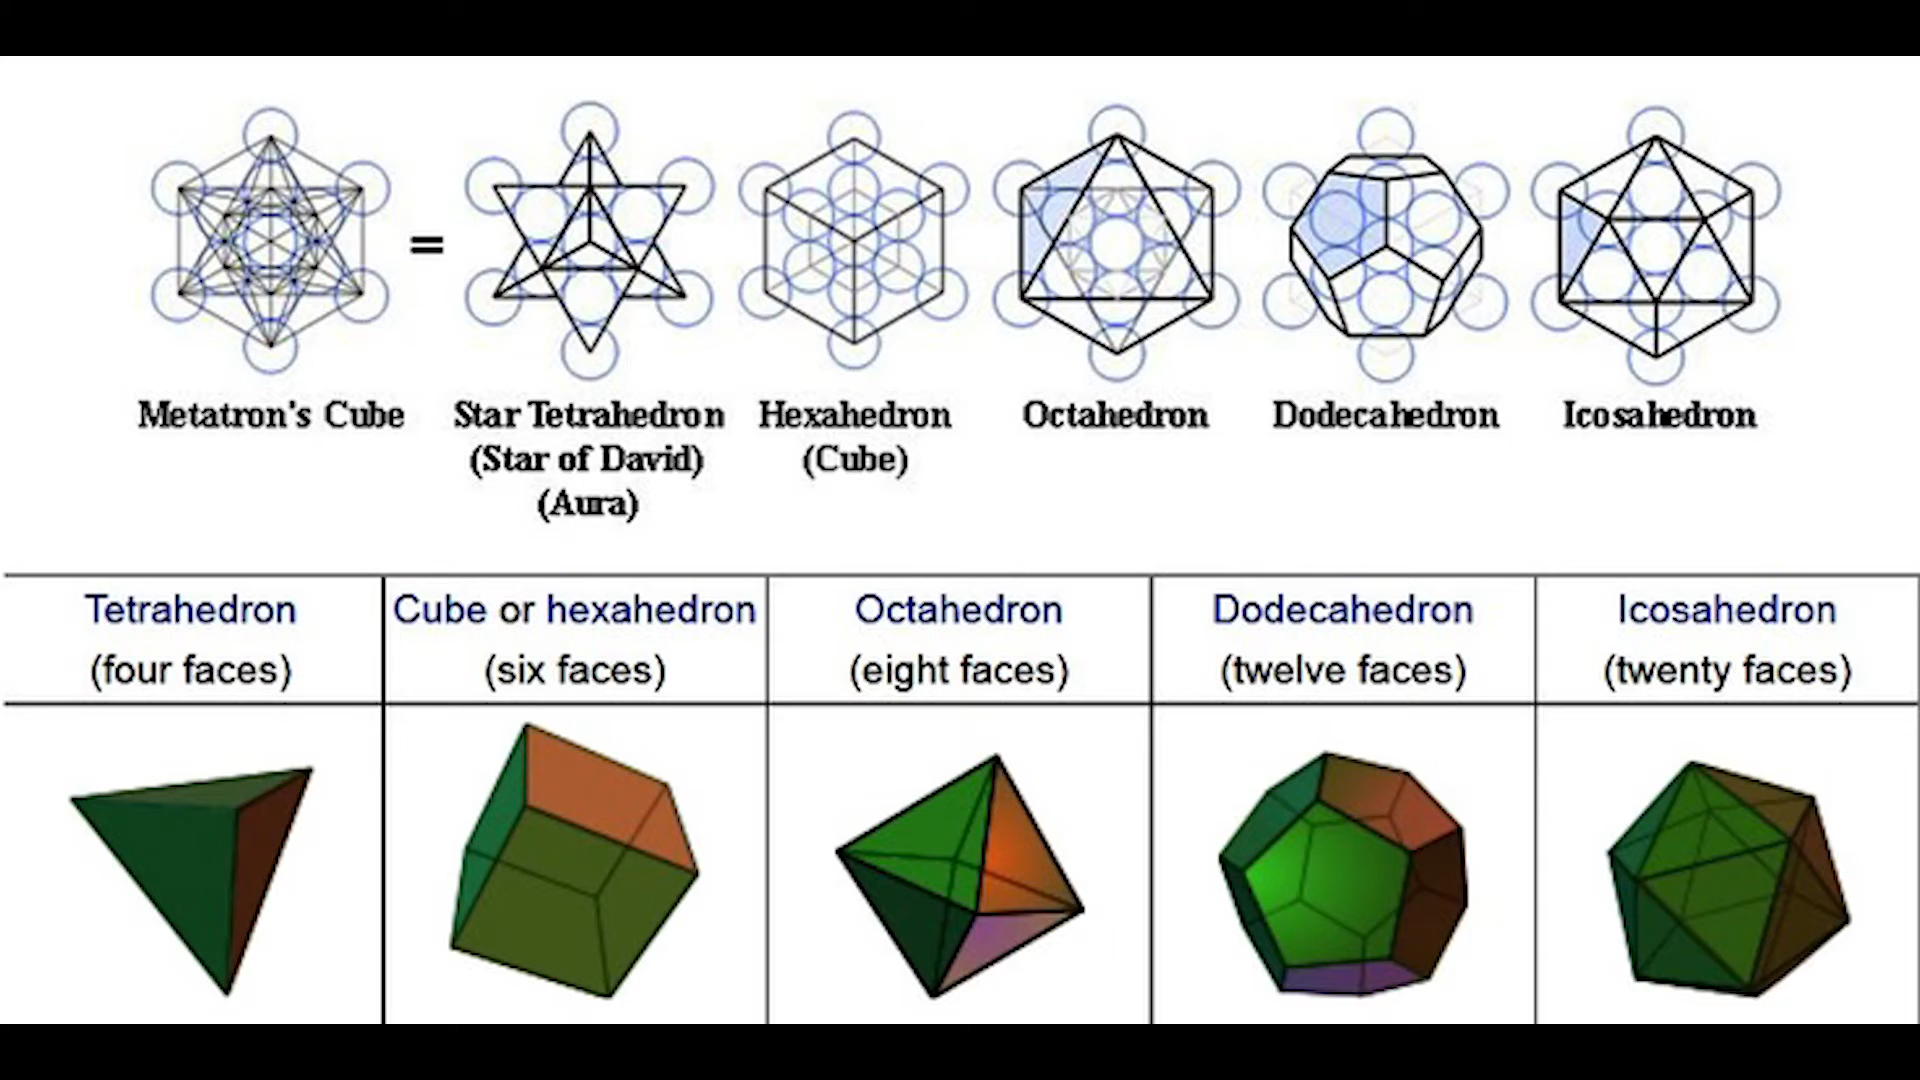 =
Metatron's Cube
Star Tetrahedron
(Star of David)
(Aura)
Hexahedron
(Cube)
Octahedron
Dodecahedron
Icosahedron
Tetrahedron
(four faces)
Cube or hexahedron
(six faces)
Octahedron
(eight faces)
Dodecahedron
(twelve faces)
Icosahedron
(twenty faces)